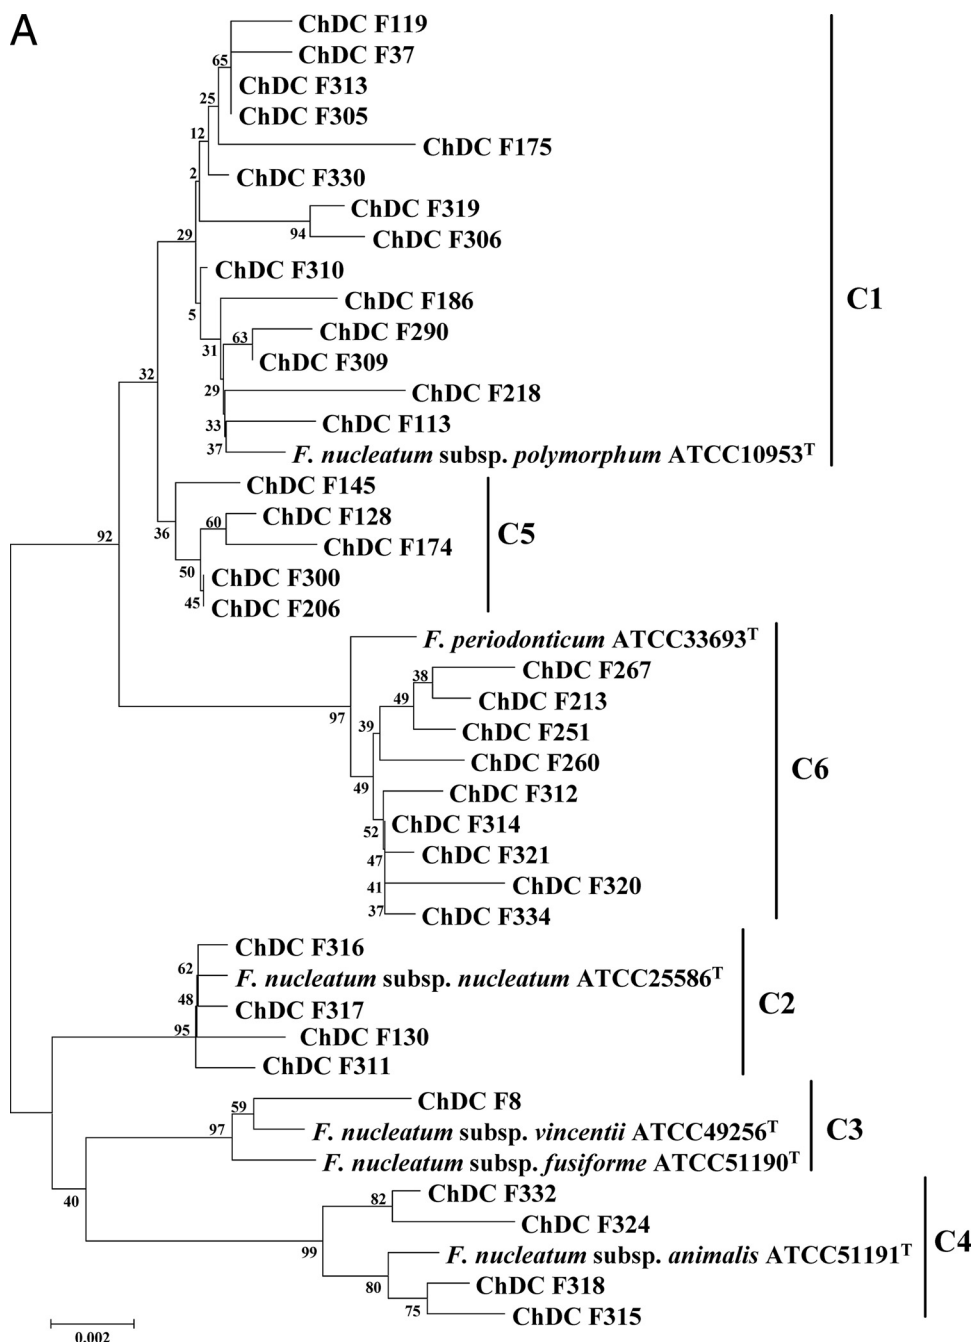 A
ChDC F119
ChDC F37
65
ChDC F313
25
ChDC F305
12
ChDC F175
2
ChDC F330
ChDC F319
29
94
ChDC F306
ChDC F310
C1
5
ChDC F186
63
ChDC F290
31
ChDC F309
32
29
ChDC F218
33
ChDC F113
37
F. nucleatum subsp. polymorphum ATCC10953T
ChDC F145
60
ChDC F128
92
36
ChDC F174
C5
50
ChDC F300
45
ChDC F206
F. periodonticum ATCC33693T
38
ChDC F267
49
ChDC F213
97
39
ChDC F251
ChDC F260
C6
49
ChDC F312
52
ChDC F314
47
ChDC F321
41
ChDC F320
37
ChDC F334
ChDC F316
62
F. nucleatum subsp. nucleatum ATCC25586T
48
ChDC F317
C2
95
ChDC F130
ChDC F311
59
ChDC F8
97
F. nucleatum subsp. vincentii ATCC49256T
C3
F. nucleatum subsp. fusiforme ATCC51190T
40
82
ChDC F332
ChDC F324
99
F. nucleatum subsp. animalis ATCC51191T
C4
80
ChDC F318
75
ChDC F315
0.002